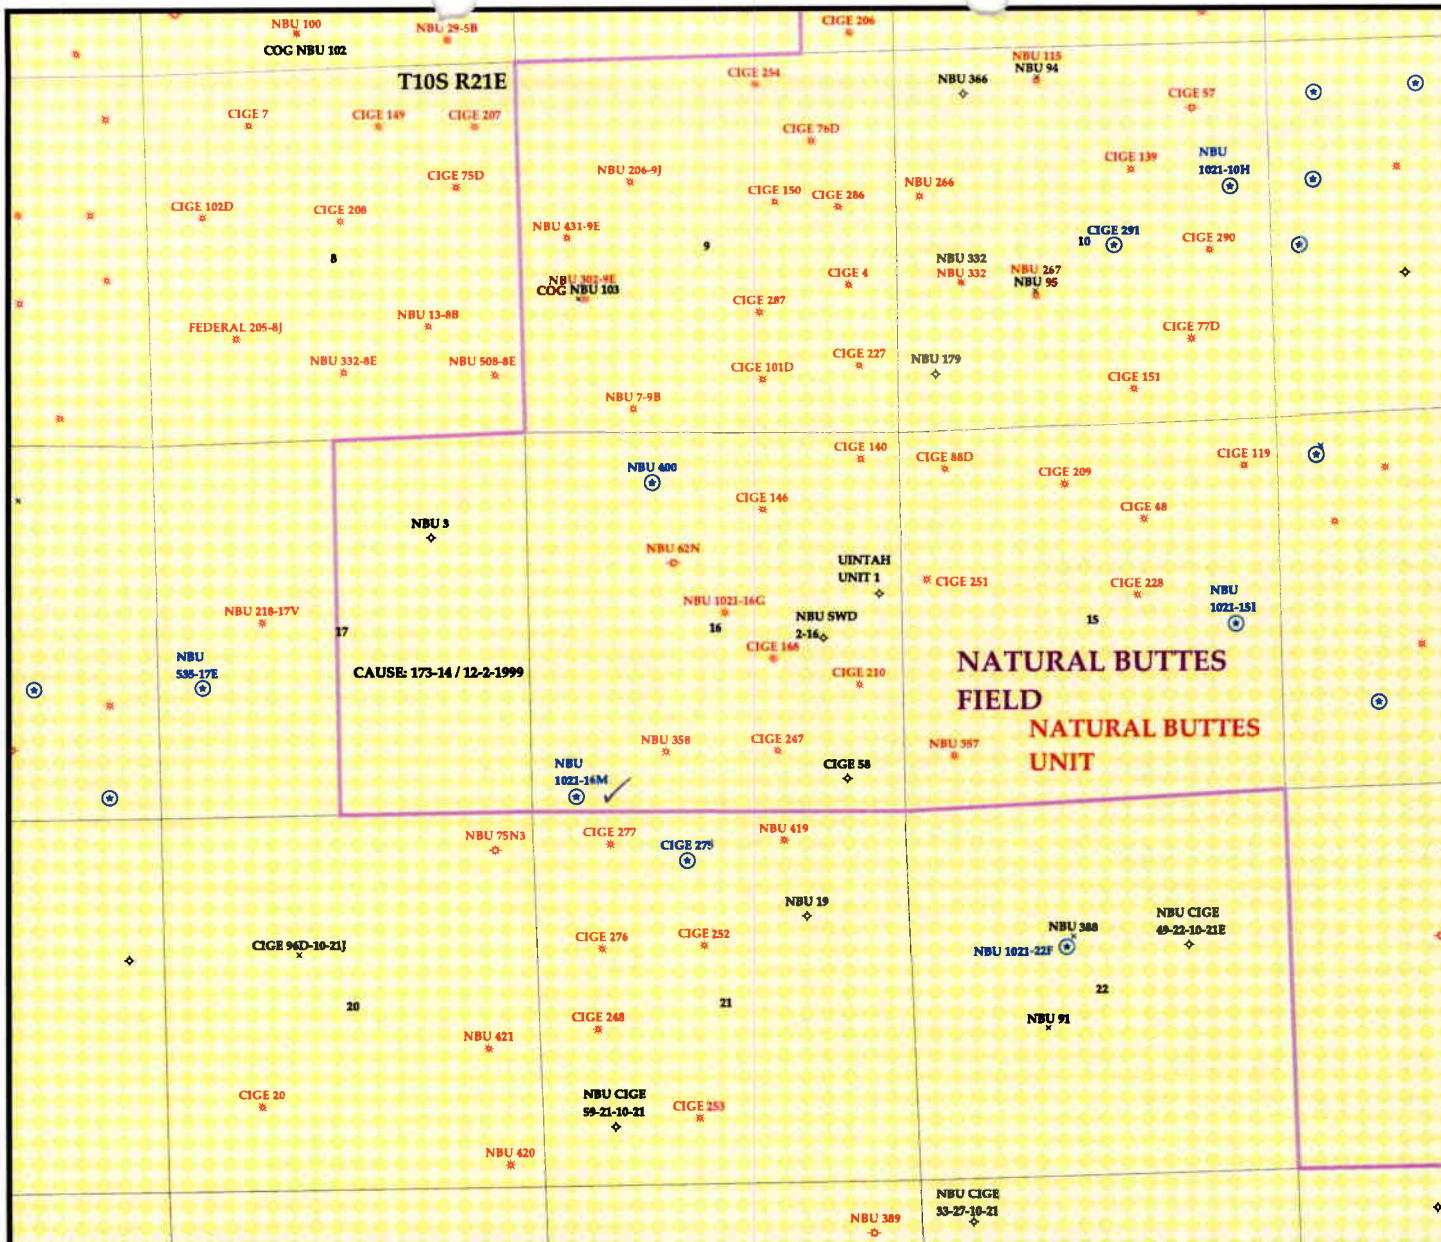 NBU 100
COG NBU 102
NBU 29-5B
CIGE 206
T10S R21E
CIGE 254
NBU 366
NBU 115
NBU 94
CIGE 57
CIGE 7
CIGE 149
CIGE 207
CIGE 76D
CIGE 139
NBU
1021-10H
CIGE 75D
NBU 206-9J
CIGE 150
CIGE 286
NBU 266
CIGE 102D
CIGE 208
NBU 431-9E
9
10
CIGE 291
CIGE 290
8
NBU 302-9E
COG NBU 103
CIGE 4
NBU 332
NBU 332
NBU 267
NBU 95
CIGE 287
FEDERAL 205-8J
NBU 13-8B
CIGE 77D
NBU 332-8E
NBU 508-8E
CIGE 101D
CIGE 227
NBU 179
CIGE 151
NBU 7-9B
CIGE 140
CIGE 88D
CIGE 209
CIGE 119
NBU 400
CIGE 146
CIGE 48
NBU 3
NBU 62N
UINTAH
UNIT 1
CIGE 251
CIGE 228
NBU
1021-15I
NBU 218-17V
NBU 1021-16G
NBU SWD
2-16
17
16
15
CIGE 168
NBU
535-17E
CAUSE: 173-14 / 12-2-1999
CIGE 210
NATURAL BUTTES
FIELD
NATURAL BUTTES
UNIT
NBU 358
CIGE 247
NBU 357
NBU
1021-16M
CIGE 58
NBU 75N3
CIGE 277
CIGE 275
NBU 419
NBU 19
NBU CIGE
49-22-10-21E
NBU 388
NBU 1021-22F
CIGE 96D-10-21J
CIGE 276
CIGE 252
22
20
21
NBU 91
CIGE 248
NBU 421
CIGE 20
NBU CIGE
59-21-10-21
CIGE 253
NBU 420
NBU CIGE
33-27-10-21
NBU 389